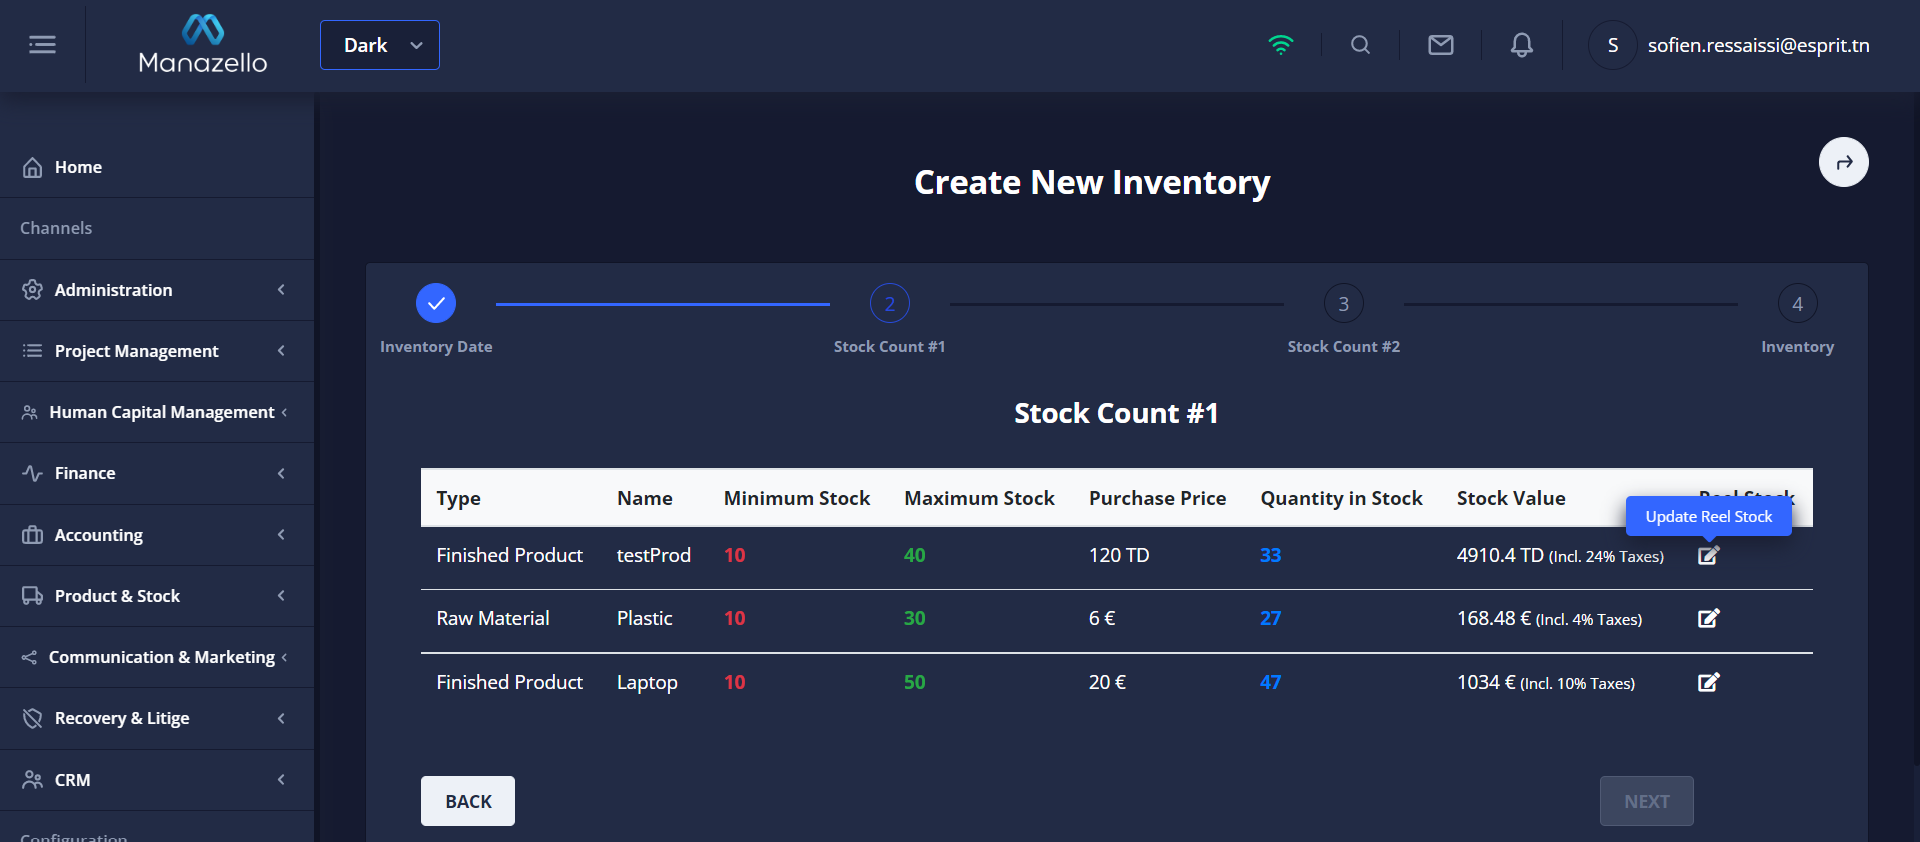 Manazello
Dark
S
sofien.ressaissi@esprit.tn
Home
Channels
Administration
Project Management
Human Capital Management
Finance
Accounting
Product & Stock
Communication & Marketing
Recovery & Litige
CRM
Configuration
Create New Inventory
2
3
4
Inventory Date
Stock Count #1
Stock Count #2
Inventory
Stock Count #1
Type Name Minimum Stock Maximum Stock Purchase Price Quantity in Stock Stock Value Reel Stock
Update Reel Stock
Finished Product testProd 10 40 120 TD 33 4910.4 TD (Incl. 24% Taxes)
Raw Material Plastic 10 30 6 € 27 168.48 € (Incl. 4% Taxes)
Finished Product Laptop 10 50 20 € 47 1034 € (Incl. 10% Taxes)
BACK
NEXT